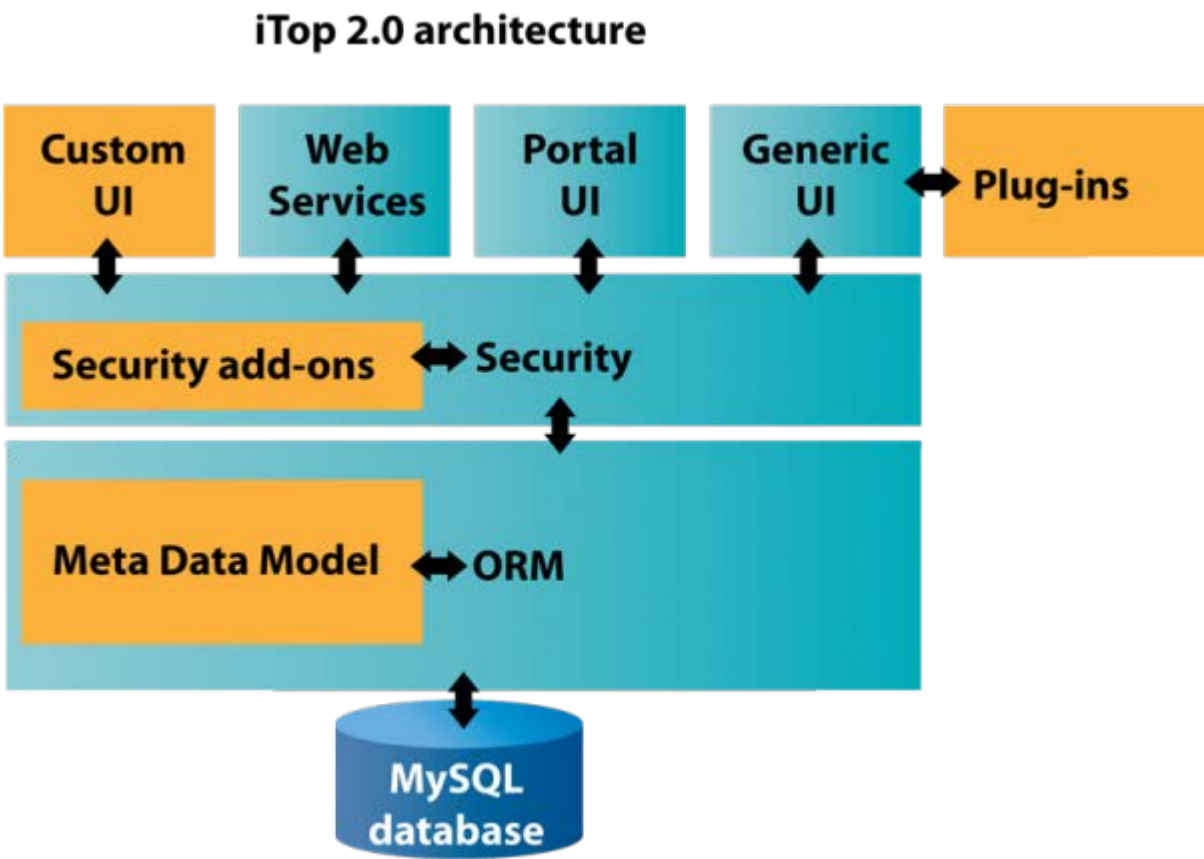 iTop 2.0 architecture
Custom
UI
Web
Services
Portal
UI
Generic
UI
Plug-ins
Security add-ons
Security
Meta Data Model
ORM
MySQL
database